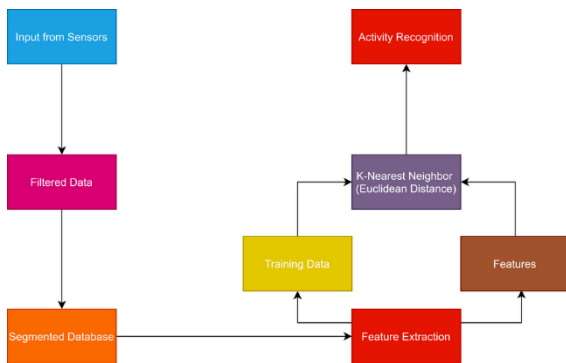 Input from Sensors
Activity Recognition
Filtered Data
K-Nearest Neighbor
(Euclidean Distance)
Training Data
Features
Segmented Database
Feature Extraction